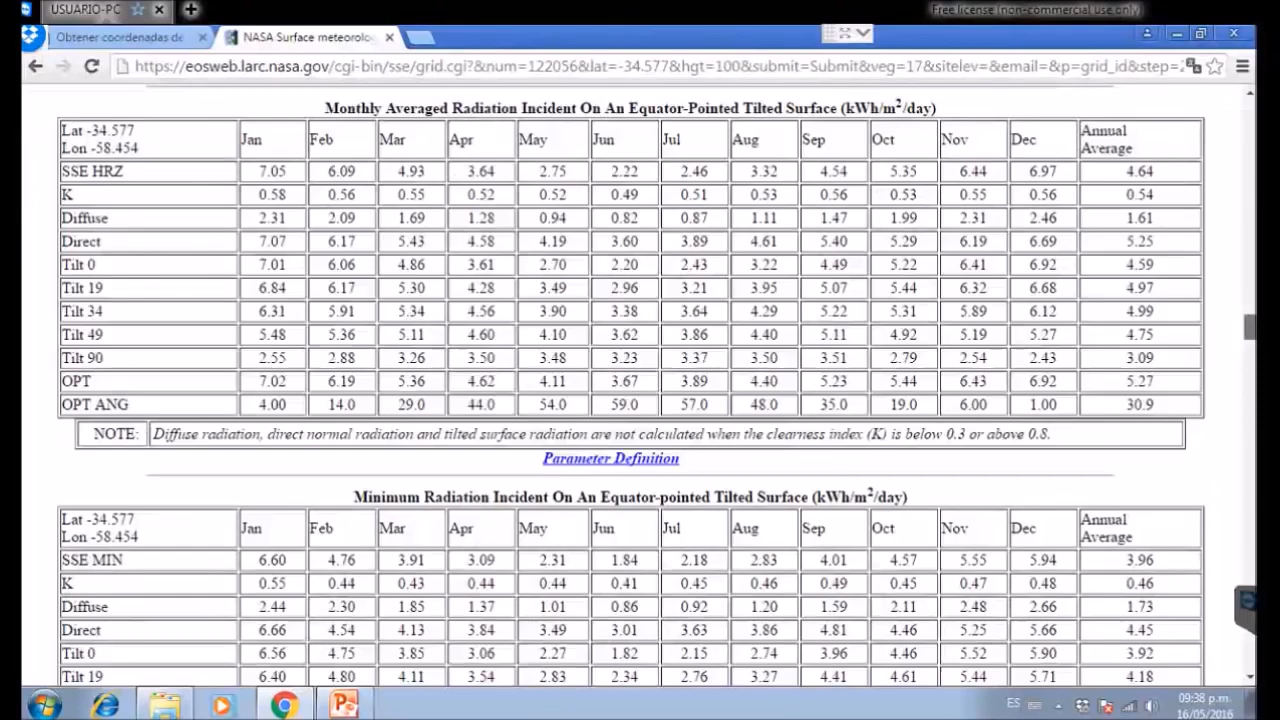 USUARIO-PC
Free license (non-commercial use only)
Obtener coordenadas de
NASA Surface meteorolo
https://eosweb.larc.nasa.gov/cgi-bin/sse/grid.cgi?&num=122056&lat=-34.577&hgt=100&submit=Submit&veg=17&sitelev=&email=&p=grid_id&step=2
Monthly Averaged Radiation Incident On An Equator-Pointed Tilted Surface (kWh/m²/day)
Lat -34.577
Lon -58.454 Jan Feb Mar Apr May Jun Jul Aug Sep Oct Nov Dec Annual Average
SSE HRZ 7.05 6.09 4.93 3.64 2.75 2.22 2.46 3.32 4.54 5.35 6.44 6.97 4.64
K 0.58 0.56 0.55 0.52 0.52 0.49 0.51 0.53 0.56 0.53 0.55 0.56 0.54
Diffuse 2.31 2.09 1.69 1.28 0.94 0.82 0.87 1.11 1.47 1.99 2.31 2.46 1.61
Direct 7.07 6.17 5.43 4.58 4.19 3.60 3.89 4.61 5.40 5.29 6.19 6.69 5.25
Tilt 0 7.01 6.06 4.86 3.61 2.70 2.20 2.43 3.22 4.49 5.22 6.41 6.92 4.59
Tilt 19 6.84 6.17 5.30 4.28 3.49 2.96 3.21 3.95 5.07 5.44 6.32 6.68 4.97
Tilt 34 6.31 5.91 5.34 4.56 3.90 3.38 3.64 4.29 5.22 5.31 5.89 6.12 4.99
Tilt 49 5.48 5.36 5.11 4.60 4.10 3.62 3.86 4.40 5.11 4.92 5.19 5.27 4.75
Tilt 90 2.55 2.88 3.26 3.50 3.48 3.23 3.37 3.50 3.51 2.79 2.54 2.43 3.09
OPT 7.02 6.19 5.36 4.62 4.11 3.67 3.89 4.40 5.23 5.44 6.43 6.92 5.27
OPT ANG 4.00 14.0 29.0 44.0 54.0 59.0 57.0 48.0 35.0 19.0 6.00 1.00 30.9
NOTE: Diffuse radiation, direct normal radiation and tilted surface radiation are not calculated when the clearness index (K) is below 0.3 or above 0.8.
Parameter Definition
Minimum Radiation Incident On An Equator-pointed Tilted Surface (kWh/m²/day)
Lat -34.577
Lon -58.454 Jan Feb Mar Apr May Jun Jul Aug Sep Oct Nov Dec Annual Average
SSE MIN 6.60 4.76 3.91 3.09 2.31 1.84 2.18 2.83 4.01 4.57 5.55 5.94 3.96
K 0.55 0.44 0.43 0.44 0.44 0.41 0.45 0.46 0.49 0.45 0.47 0.48 0.46
Diffuse 2.44 2.30 1.85 1.37 1.01 0.86 0.92 1.20 1.59 2.11 2.48 2.66 1.73
Direct 6.66 4.54 4.13 3.84 3.49 3.01 3.63 3.86 4.81 4.46 5.25 5.66 4.45
Tilt 0 6.56 4.75 3.85 3.06 2.27 1.82 2.15 2.74 3.96 4.46 5.52 5.90 3.92
Tilt 19 6.40 4.80 4.11 3.54 2.83 2.34 2.76 3.27 4.41 4.61 5.44 5.71 4.18
ES
09:38 p.m.
16/05/2016